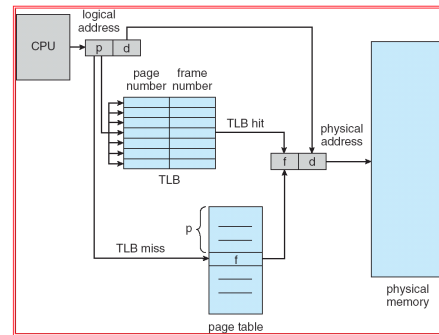 logical
address
CPU
p d
page
number
frame
number
TLB hit
physical
address
f d
TLB
p
TLB miss
f
physical
memory
page table